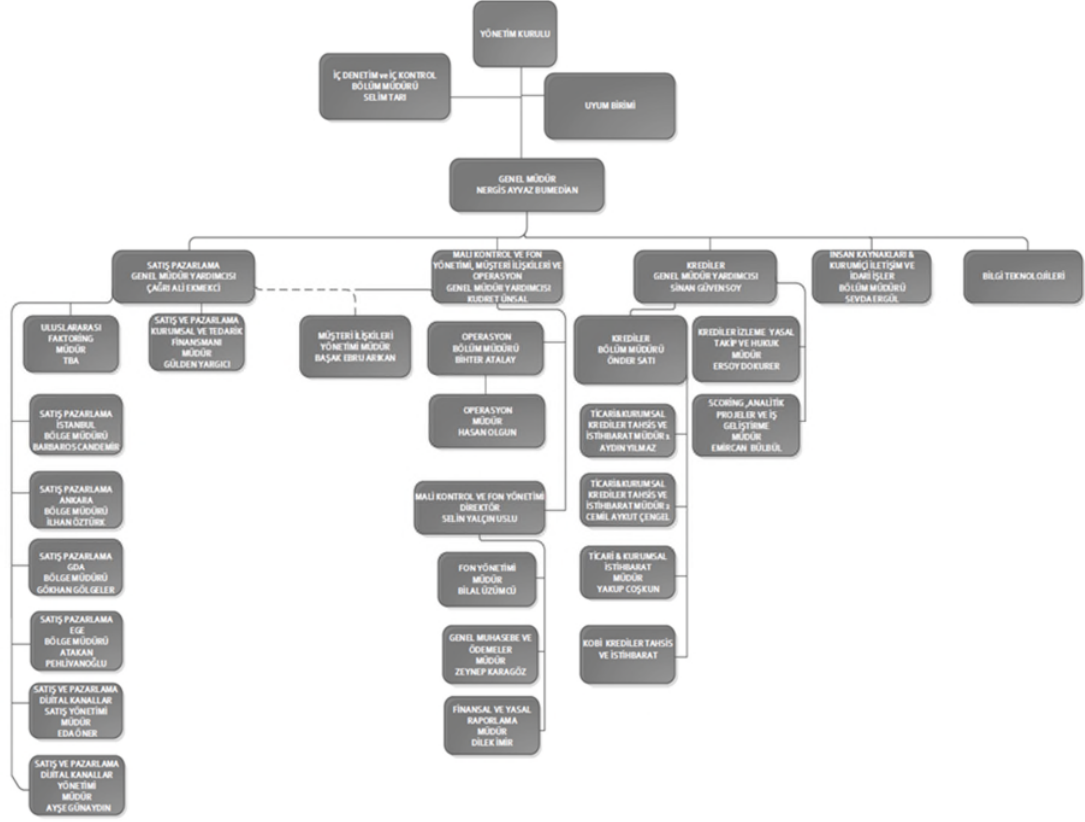 YÖNETİM KURULU
İÇ DENETİM ve İÇ KONTROL
BÖLÜM MÜDÜRÜ
SELİM TARI
UYUM BİRİMİ
GENEL MÜDÜR
NERGİS AYVAZ BUMEDİAN
SATIŞ PAZARLAMA
GENEL MÜDÜR YARDIMCISI
ÇAĞRI ALİ EKMEKCİ
MALI KONTROL VE FON
YÖNETİMİ, MÜŞTERİ İLİŞKİLERİ VE
OPERASYON
GENEL MÜDÜR YARDIMCISI
KUDRET ÜNSAL
KREDİLER
GENEL MÜDÜR YARDIMCISI
SİNAN GÜVENSOY
İNSAN KAYNAKLARI &
KURUMİÇİ İLETİŞİM VE
İDARİ İŞLER
BÖLÜM MÜDÜRÜ
SEVDA ERGÜL
BİLGİ TEKNOLOJİLERİ
ULUSLARARASI
FAKTORİNG
MÜDÜR
TBA
SATIŞ VE PAZARLAMA
KURUMSAL VE TEDARİK
FİNANSMANI
MÜDÜR
GÜLDEN YARGICI
MÜŞTERİ İLİŞKİLERİ
YÖNETİMİ MÜDÜR
BAŞAK EBRU ARIKAN
OPERASYON
BÖLÜM MÜDÜRÜ
BİHTER ATALAY
OPERASYON
MÜDÜR
HASAN OLGUN
KREDİLER
BÖLÜM MÜDÜRÜ
ÖNDER SATI
KREDİLER İZLEME YASAL
TAKİP VE HUKUK
MÜDÜR
ERSOY DOKURER
SCORİNG ,ANALİTİK
PROJELER VE İŞ
GELİŞTİRME
MÜDÜR
EMİRCAN BÜLBÜL
SATIŞ PAZARLAMA
İSTANBUL
BÖLGE MÜDÜRÜ
BARBAROS CANDEMİR
SATIŞ PAZARLAMA
ANKARA
BÖLGE MÜDÜRÜ
İLHAN ÖZTÜRK
SATIŞ PAZARLAMA
GDA
BÖLGE MÜDÜRÜ
GÖKHAN GÖLGELER
SATIŞ PAZARLAMA
EGE
BÖLGE MÜDÜRÜ
ATAKAN
PEHLİVANOĞLU
SATIŞ VE PAZARLAMA
DİJİTAL KANALLAR
SATIŞ YÖNETİMİ
MÜDÜR
EDA ÖNER
SATIŞ VE PAZARLAMA
DİJİTAL KANALLAR
YÖNETİMİ
MÜDÜR
AYŞE GÜNAYDIN
MALİ KONTROL VE FON YÖNETİMİ
DİREKTÖR
SELİN YALÇIN USLU
FON YÖNETİMİ
MÜDÜR
BİLAL ÜZÜMCÜ
GENEL MUHASEBE VE
ÖDEMELER
MÜDÜR
ZEYNEP KARAGÖZ
FİNANSAL VE YASAL
RAPORLAMA
MÜDÜR
DİLEK İMİR
TİCARİ&KURUMSAL
KREDİLER TAHSİS VE
İSTİHBARAT MÜDÜR 1
AYDIN YILMAZ
TİCARİ&KURUMSAL
KREDİLER TAHSİS VE
İSTİHBARAT MÜDÜR 2
CEMİL AYKUT ÇENGEL
TİCARİ & KURUMSAL
İSTİHBARAT
MÜDÜR
YAKUP COŞKUN
KOBİ KREDİLER TAHSİS
VE İSTİHBARAT